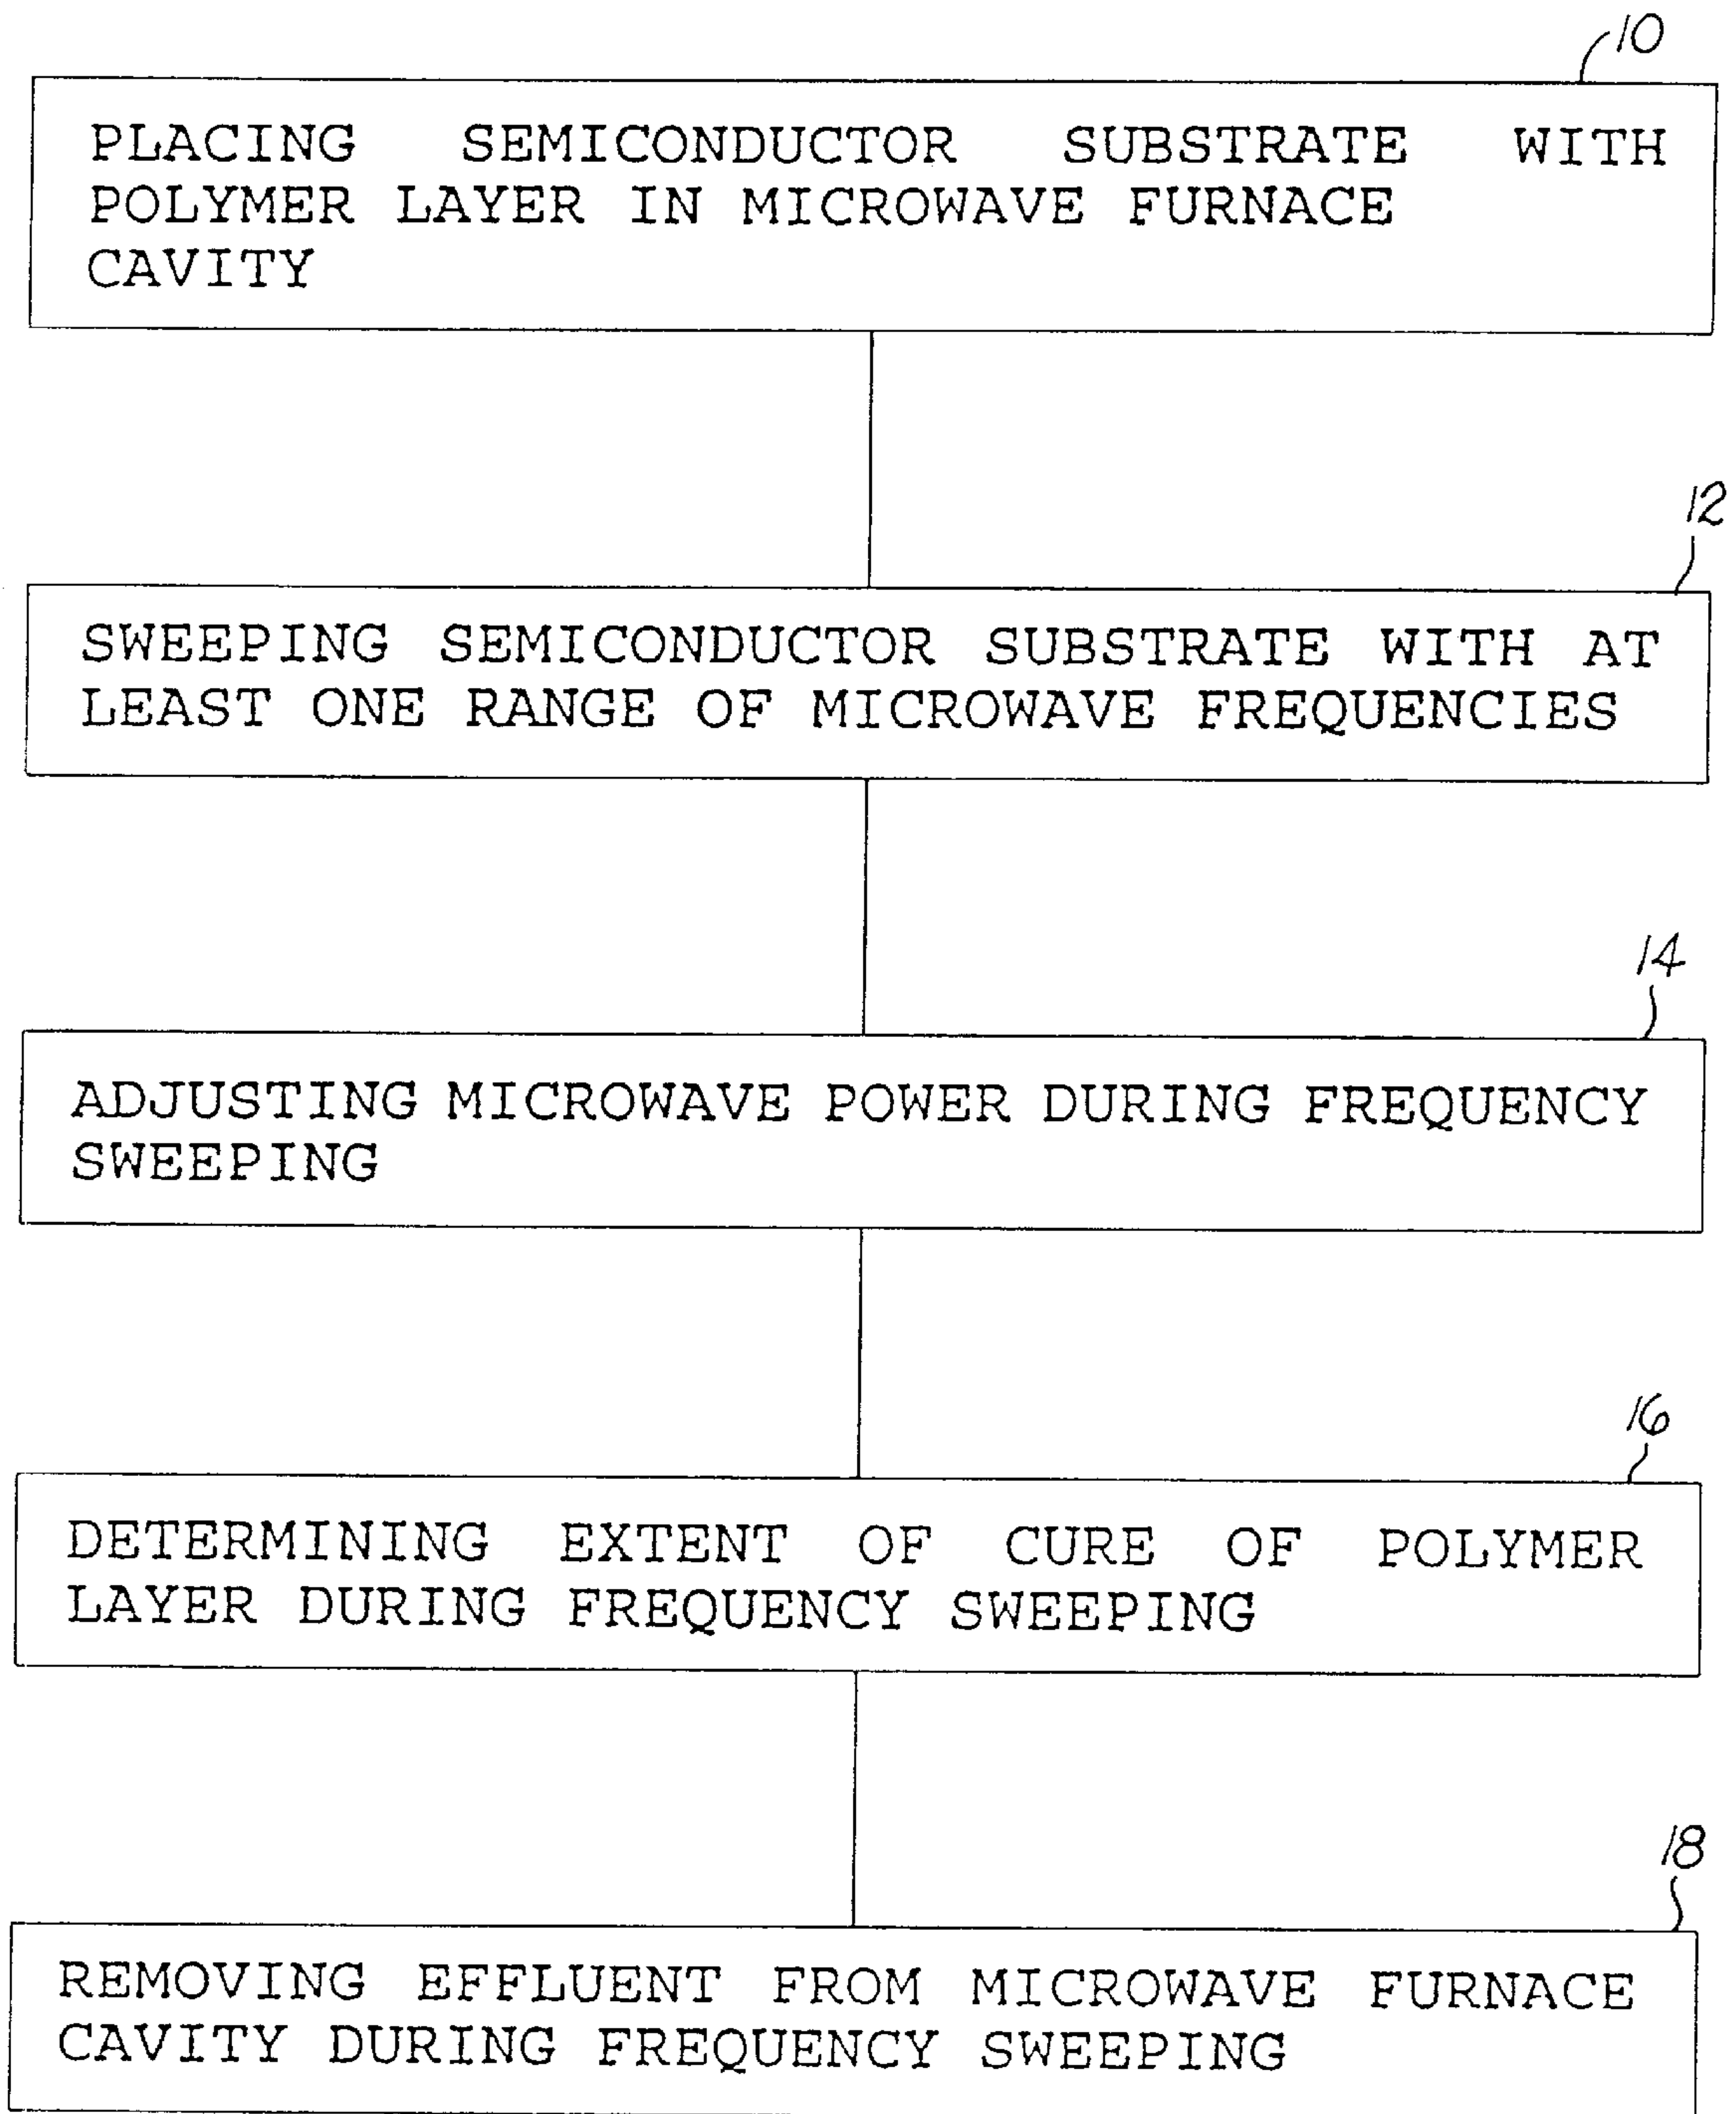 10
PLACING SEMICONDUCTOR SUBSTRATE WITH
POLYMER LAYER IN MICROWAVE FURNACE
CAVITY
12
SWEEPING SEMICONDUCTOR SUBSTRATE WITH AT
LEAST ONE RANGE OF MICROWAVE FREQUENCIES
14
ADJUSTING MICROWAVE POWER DURING FREQUENCY
SWEEPING
16
DETERMINING EXTENT OF CURE OF POLYMER
LAYER DURING FREQUENCY SWEEPING
18
REMOVING EFFLUENT FROM MICROWAVE FURNACE
CAVITY DURING FREQUENCY SWEEPING